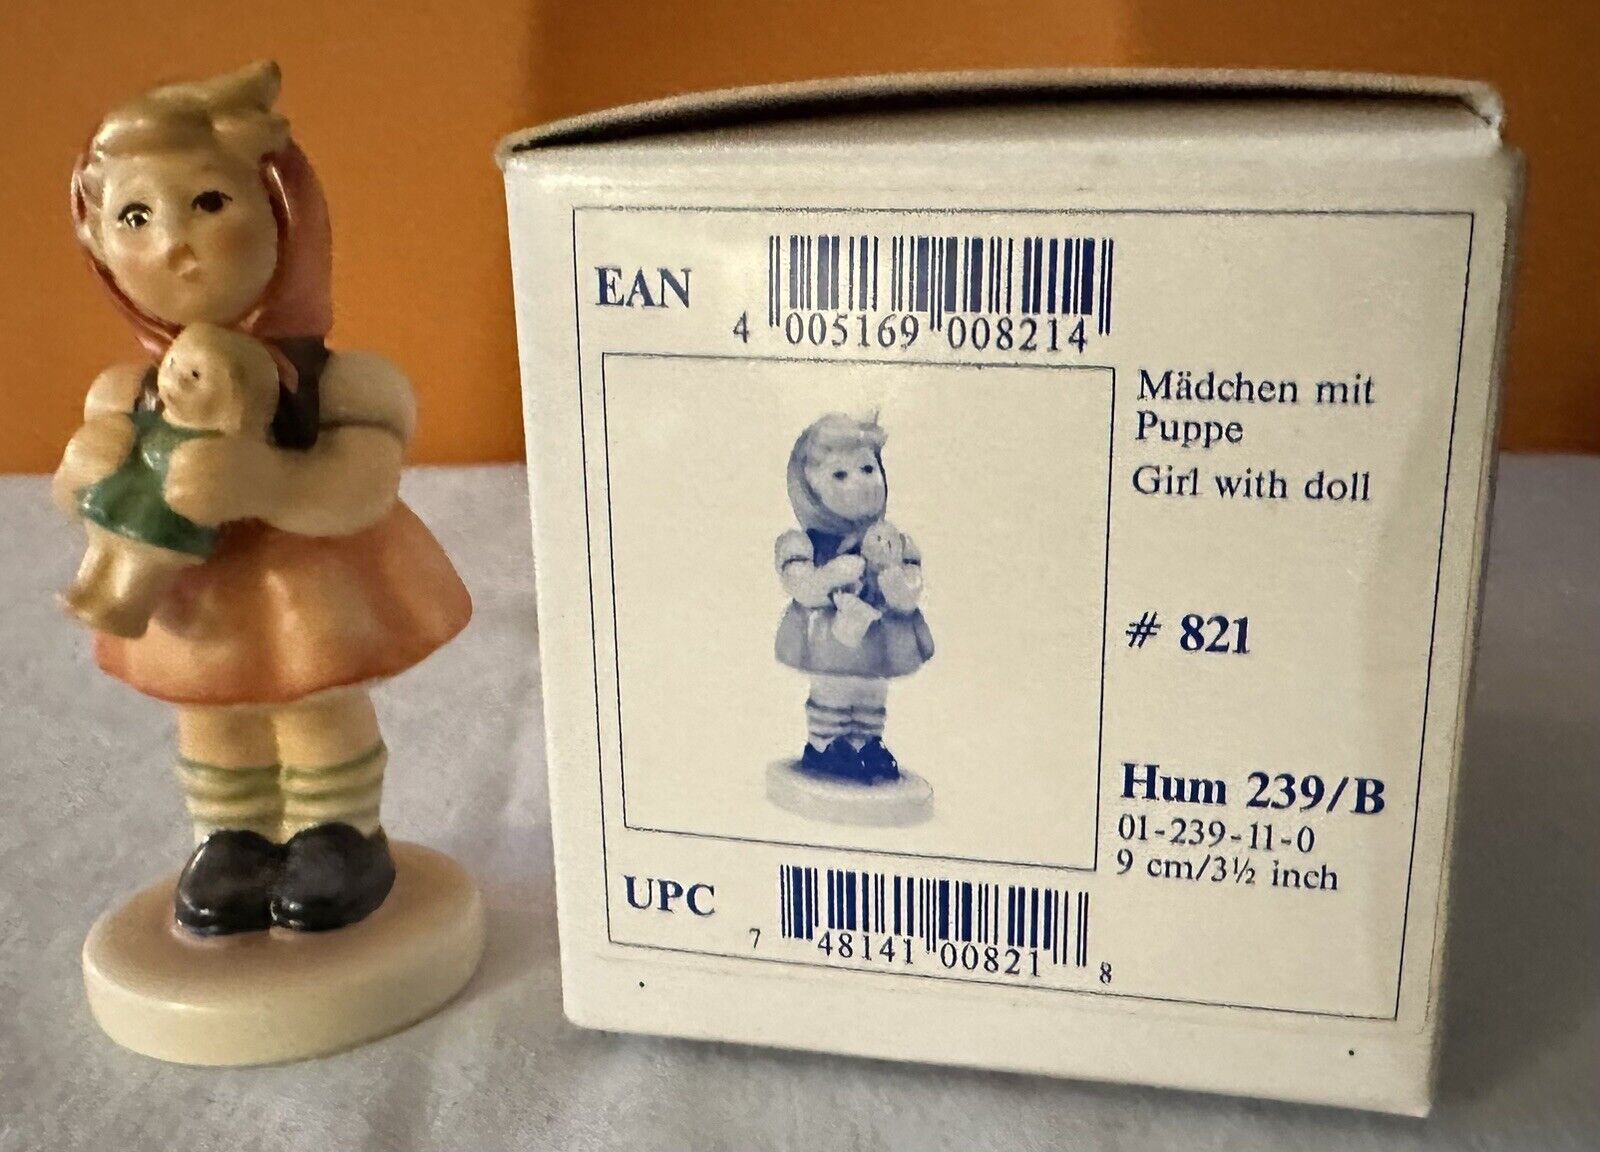 EAN
4 005169 008214
Mädchen mit
Puppe
Girl with doll
# 821
Hum 239/B
01-239-11-0
9 cm/3½ inch
UPC
7 48141 00821 8